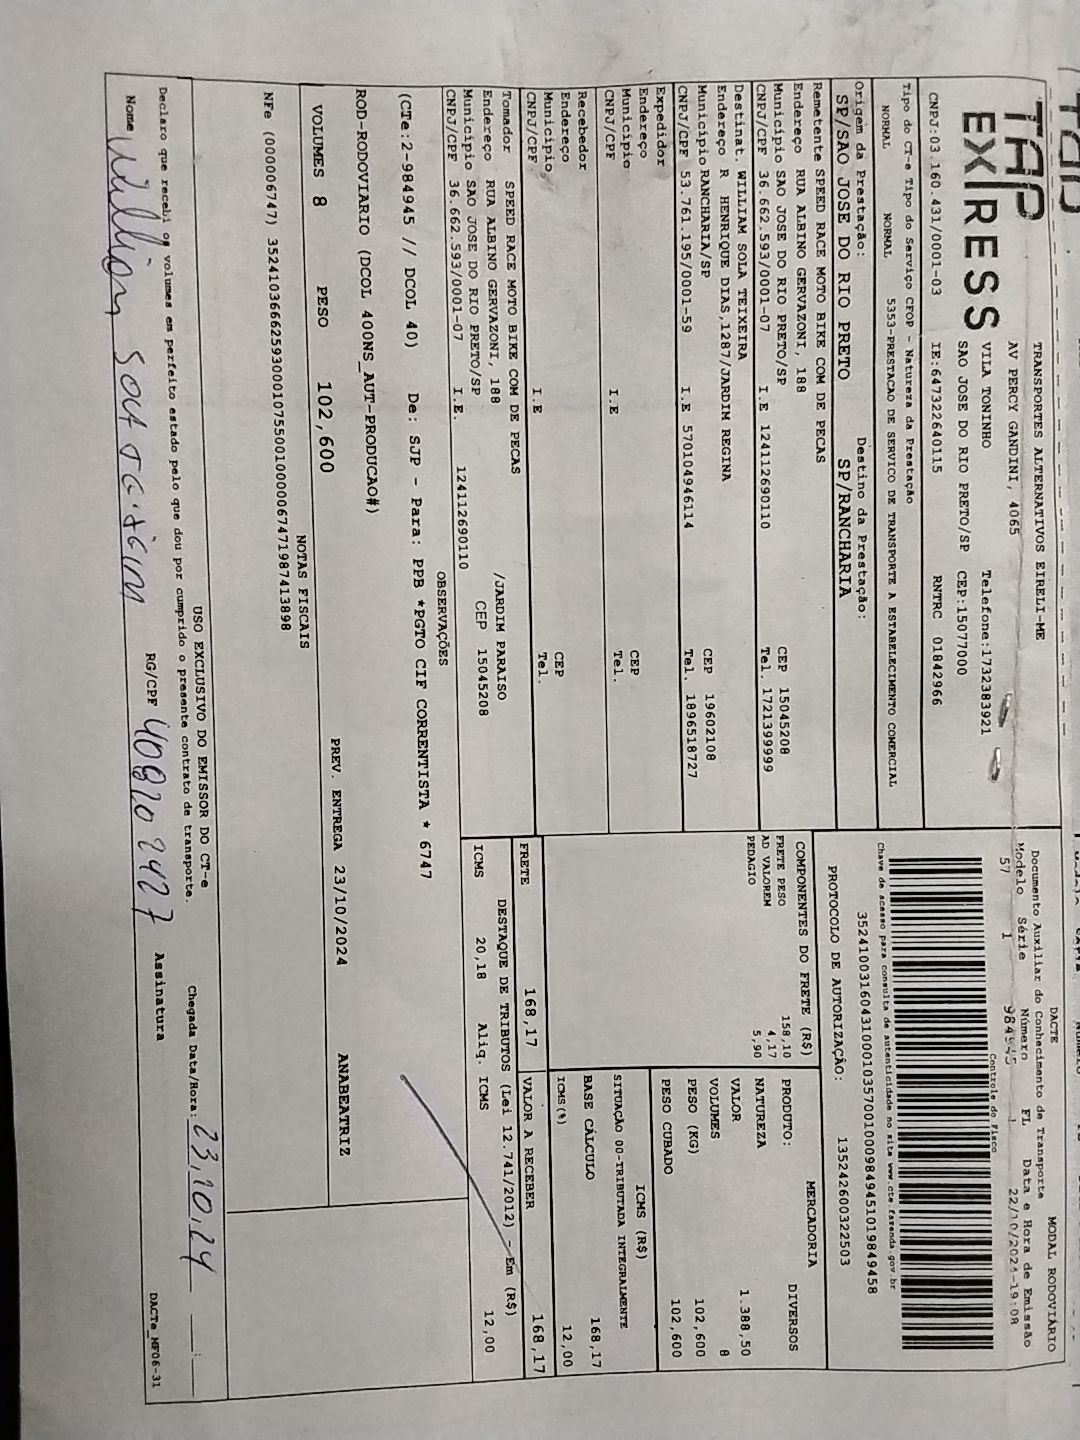 TAP
EXPRESS
TRANSPORTES ALTERNATIVOS EIRELI-ME
AV PERCY GANDINI, 4065
VILA TONINHO Telefone:1732383921
SAO JOSE DO RIO PRETO/SP CEP:15077000
CNPJ:03.160.431/0001-03 IE:647322640115 RNTRC 01842966
DACTE MODAL RODOVIÁRIO
Documento Auxiliar do Conhecimento de Transporte
Modelo Série Número FL Data e Hora de Emissão
57 1 984945 1 22/10/2024-19:08
Controle do Fisco
Chave de acesso para consulta de autenticidade no site www.cte.fazenda.gov.br
35241003160431000103570010009849451019849458
PROTOCOLO DE AUTORIZAÇÃO: 135242600322503
Tipo do CT-e Tipo do Serviço CFOP - Natureza da Prestação
NORMAL NORMAL 5353-PRESTACAO DE SERVICO DE TRANSPORTE A ESTABELECIMENTO COMERCIAL
Origem da Prestação: Destino da Prestação:
SP/SAO JOSE DO RIO PRETO SP/RANCHARIA
Remetente SPEED RACE MOTO BIKE COM DE PECAS
Endereço RUA ALBINO GERVAZONI, 188
Município SAO JOSE DO RIO PRETO/SP CEP 15045208
CNPJ/CPF 36.662.593/0001-07 I.E 124112690110 Tel. 1721399999
Destinat. WILLIAM SOLA TEIXEIRA
Endereço R HENRIQUE DIAS,1287/JARDIM REGINA
Município RANCHARIA/SP CEP 19602108
CNPJ/CPF 53.761.195/0001-59 I.E 570104946114 Tel. 1896518727
Expedidor
Endereço
Município CEP
CNPJ/CPF I.E Tel.
Recebedor
Endereço
Município CEP
CNPJ/CPF I.E Tel.
Tomador SPEED RACE MOTO BIKE COM DE PECAS
Endereço RUA ALBINO GERVAZONI, 188 /JARDIM PARAISO
Município SAO JOSE DO RIO PRETO/SP CEP 15045208
CNPJ/CPF 36.662.593/0001-07 I.E. 124112690110
COMPONENTES DO FRETE (R$)
FRETE PESO 158,10
AD VALOREM 4,17
PEDAGIO 5,90
MERCADORIA
PRODUTO: DIVERSOS
NATUREZA
VALOR 1.388,50
VOLUMES 8
PESO (KG) 102,600
PESO CUBADO 102,600
ICMS (R$)
SITUAÇÃO 00-TRIBUTADA INTEGRALMENTE
BASE CÁLCULO 168,17
ICMS(%) 12,00
FRETE 168,17 VALOR A RECEBER 168,17
DESTAQUE DE TRIBUTOS (Lei 12.741/2012) - Em (R$)
ICMS 20,18 Aliq. ICMS 12,00
OBSERVAÇÕES
(CTe:2-984945 // DCOL 40) De: SJP - Para: PPB *PGTO CIF CORRENTISTA * 6747
ROD-RODOVIARIO (DCOL 400NS_AUT-PRODUCAO#)
PREV. ENTREGA 23/10/2024 ANABEATRIZ
VOLUMES 8 PESO 102,600
NOTAS FISCAIS
NFe (000006747) 35241036662593000107550010000067471987413898
USO EXCLUSIVO DO EMISSOR DO CT-e
Declaro que recebi os volumes em perfeito estado pelo que dou por cumprido o presente contrato de transporte.
Chegada Data/Hora: 23,10,24
Nome RG/CPF Assinatura
DACTe_MF06-31